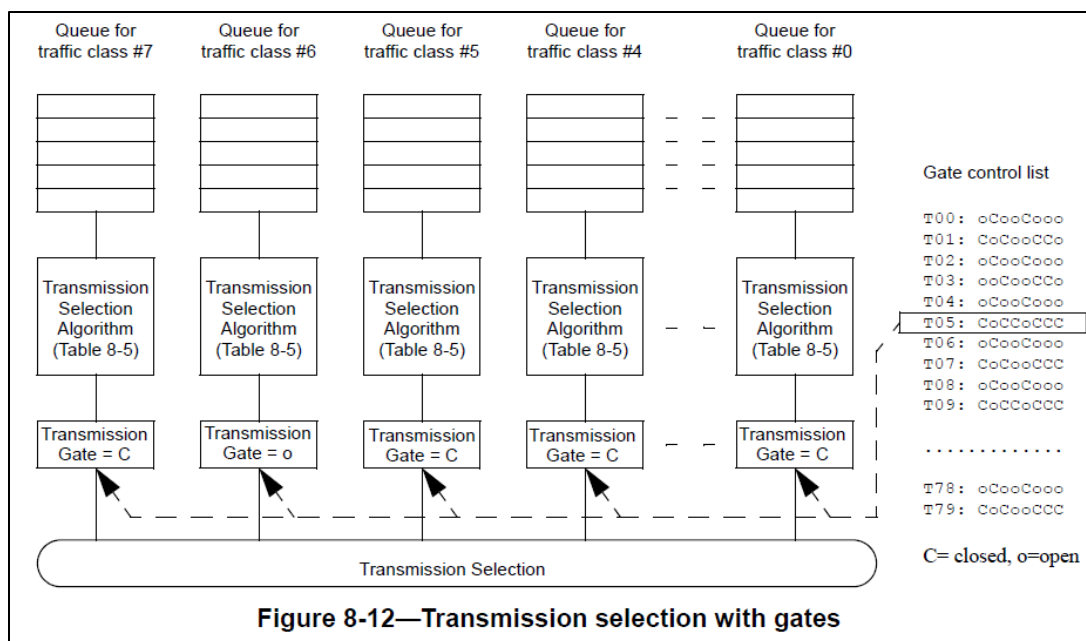 Queue for traffic class #7
Queue for traffic class #6
Queue for traffic class #5
Queue for traffic class #4
Queue for traffic class #0
Transmission
Selection
Algorithm
(Table 8-5)
Transmission
Selection
Algorithm
(Table 8-5)
Transmission
Selection
Algorithm
(Table 8-5)
Transmission
Selection
Algorithm
(Table 8-5)
Transmission
Selection
Algorithm
(Table 8-5)
Transmission
Gate = C
Transmission
Gate = o
Transmission
Gate = C
Transmission
Gate = C
Transmission
Gate = C
Transmission Selection
Gate control list
T00: oCooCooo
T01: CoCooCCo
T02: oCooCooo
T03: ooCooCCo
T04: oCooCooo
T05: CoCCoCCC
T06: oCooCooo
T07: CoCooCCC
T08: oCooCooo
T09: CoCCoCCC
. . . . . . . . . . . . .
T78: oCooCooo
T79: CoCooCCC
C= closed, o=open
Figure 8-12—Transmission selection with gates